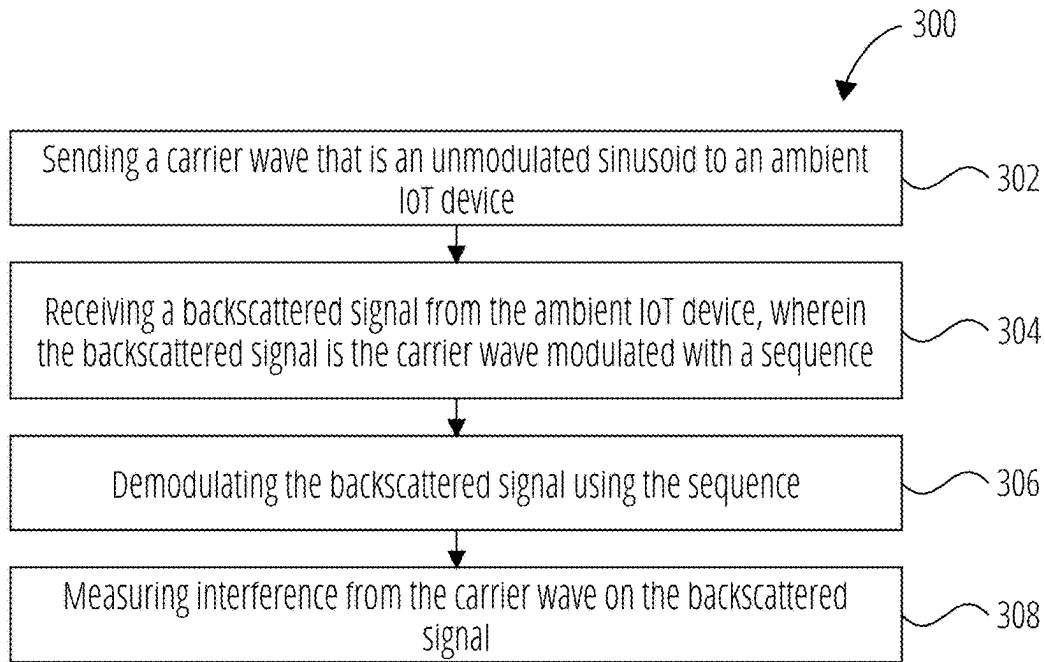 300
Sending a carrier wave that is an unmodulated sinusoid to an ambient
IoT device
302
Receiving a backscattered signal from the ambient IoT device, wherein
the backscattered signal is the carrier wave modulated with a sequence
304
Demodulating the backscattered signal using the sequence
306
Measuring interference from the carrier wave on the backscattered
signal
308